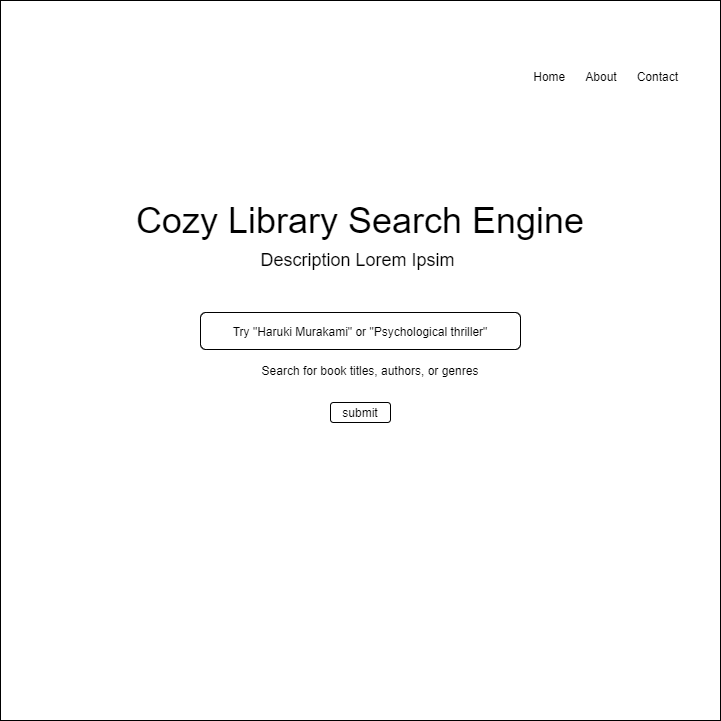 Home About Contact
Cozy Library Search Engine
Description Lorem Ipsim
Try "Haruki Murakami" or "Psychological thriller"
Search for book titles, authors, or genres
submit